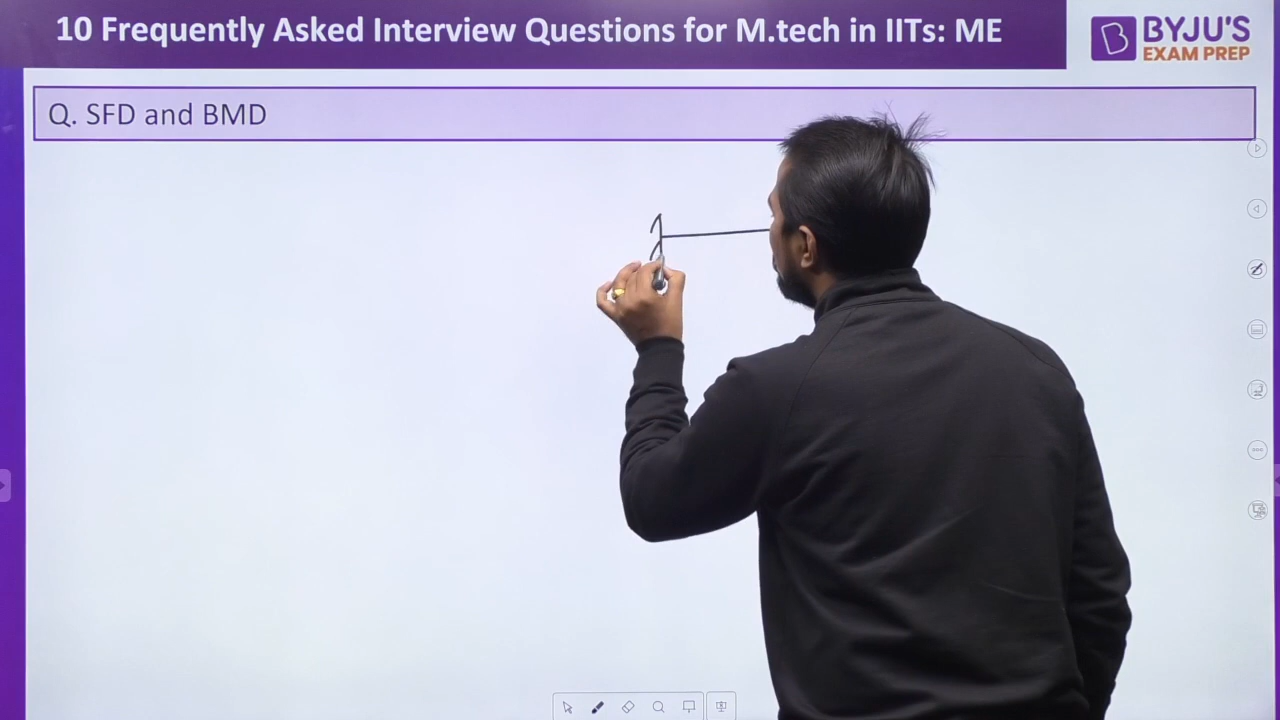 10 Frequently Asked Interview Questions for M.tech in IITs: ME
BYJU'S
EXAM PREP
Q. SFD and BMD